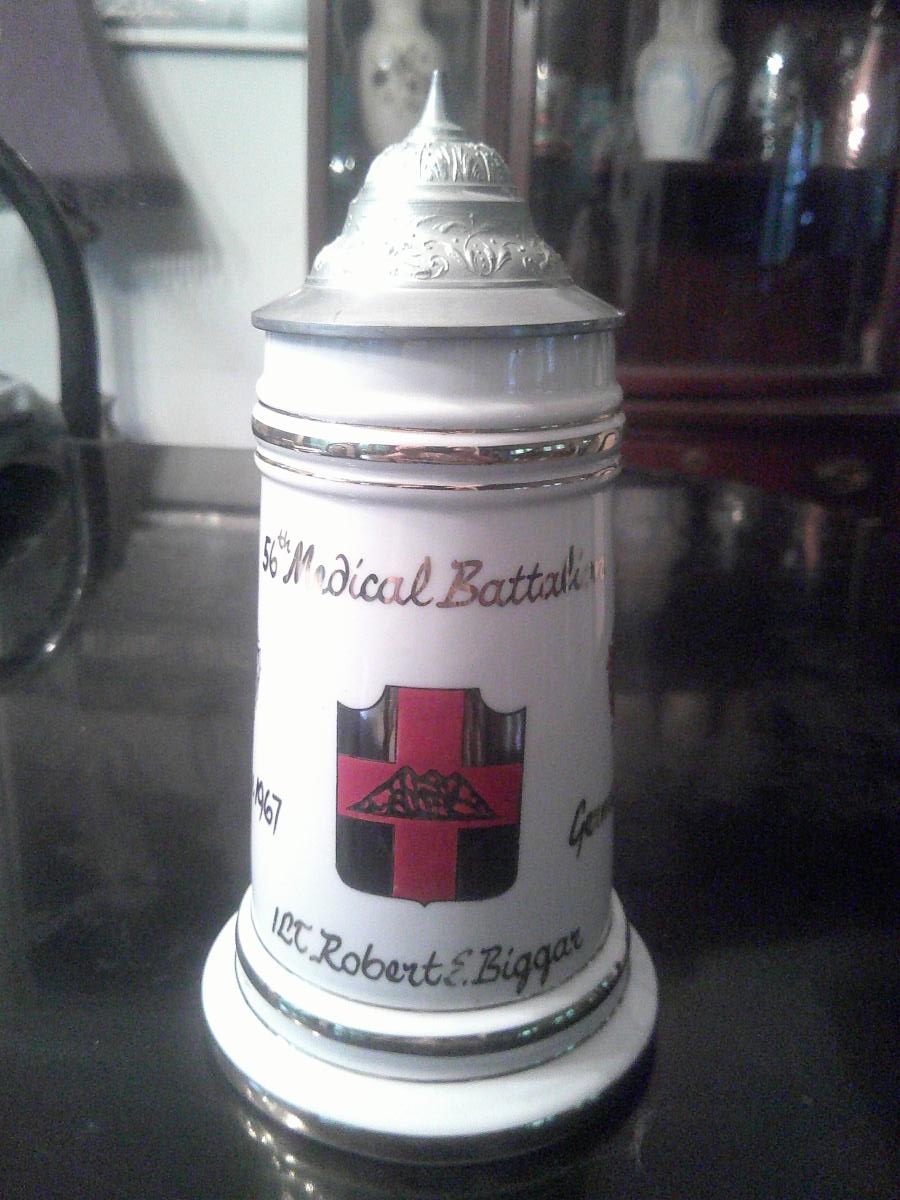 56th Medical Battalion
1967
1LT. Robert E. Biggar